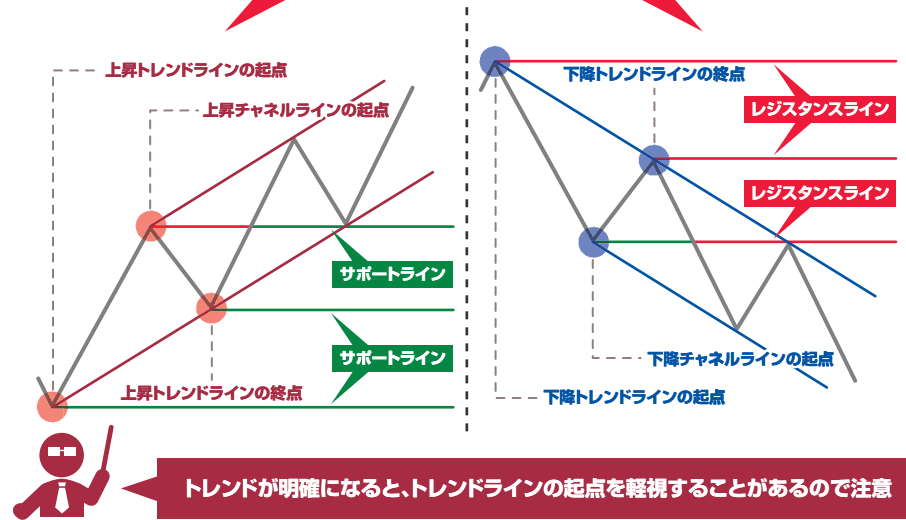 上昇トレンドラインの起点
上昇チャネルラインの起点
サポートライン
サポートライン
上昇トレンドラインの終点
下降トレンドラインの終点
レジスタンスライン
レジスタンスライン
下降チャネルラインの起点
下降トレンドラインの起点
トレンドが明確になると、トレンドラインの起点を軽視することがあるので注意